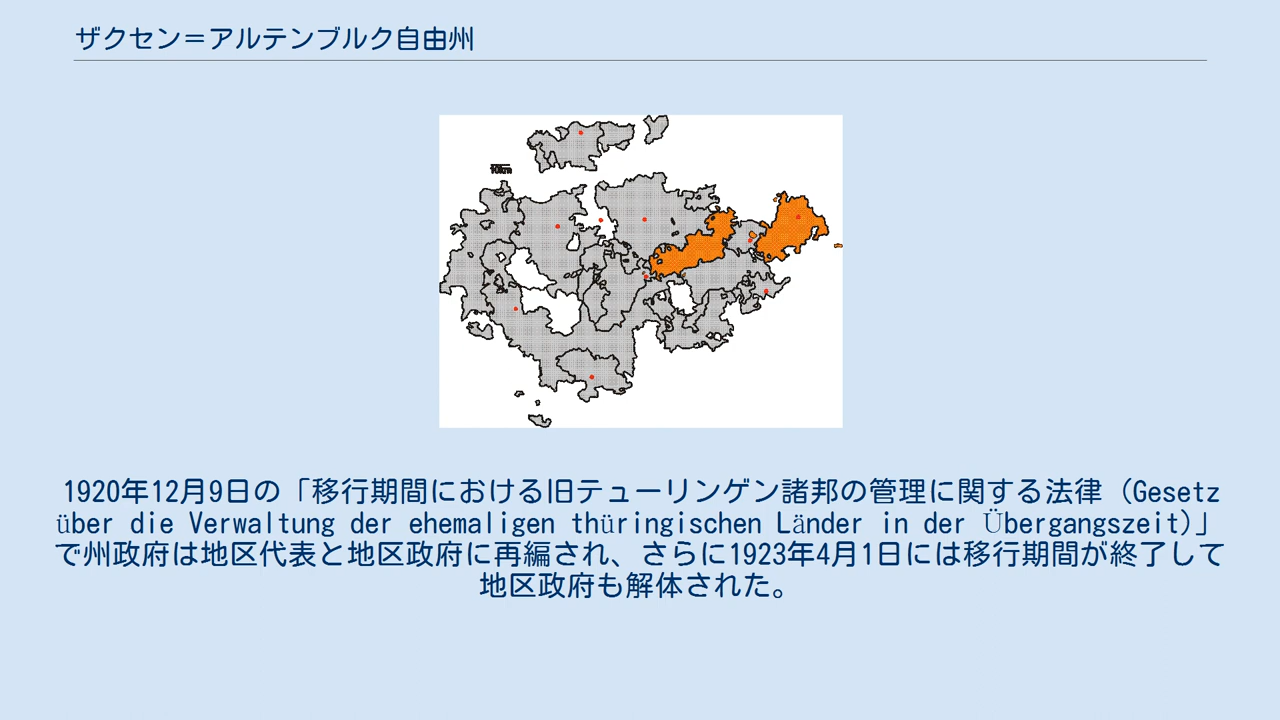 ザクセン＝アルテンブルク自由州
10km
1920年12月9日の「移行期間における旧テューリンゲン諸邦の管理に関する法律（Gesetz
über die Verwaltung der ehemaligen thüringischen Länder in der Übergangszeit)」
で州政府は地区代表と地区政府に再編され、さらに1923年4月1日には移行期間が終了して
地区政府も解体された。